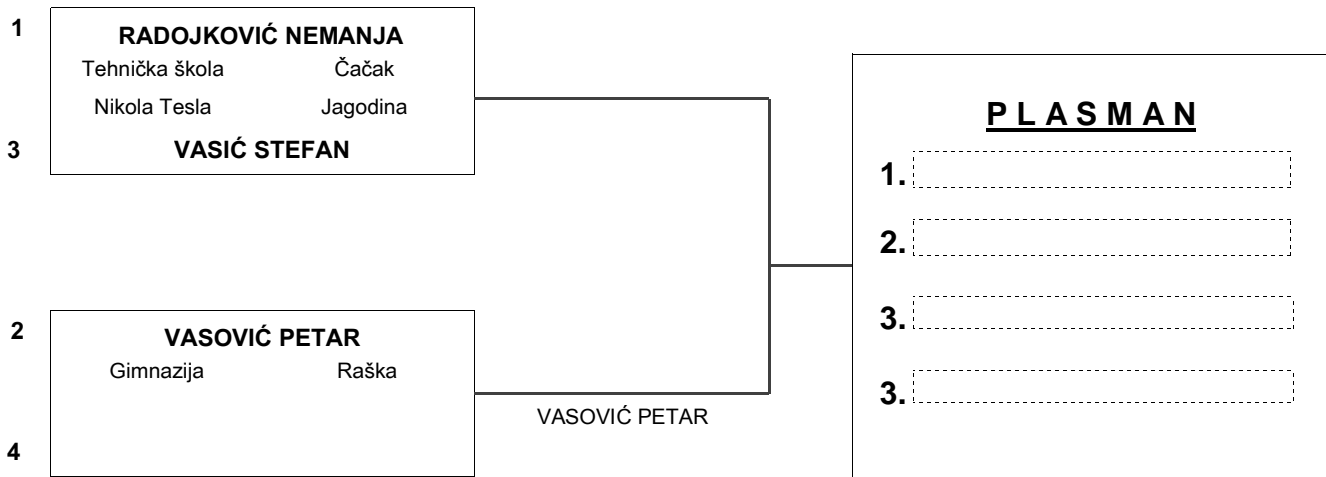 1
RADOJKOVIĆ NEMANJA
Tehnička škola Čačak
Nikola Tesla Jagodina
3
VASIĆ STEFAN
2
VASOVIĆ PETAR
Gimnazija Raška
4
VASOVIĆ PETAR
P L A S M A N
1.
2.
3.
3.